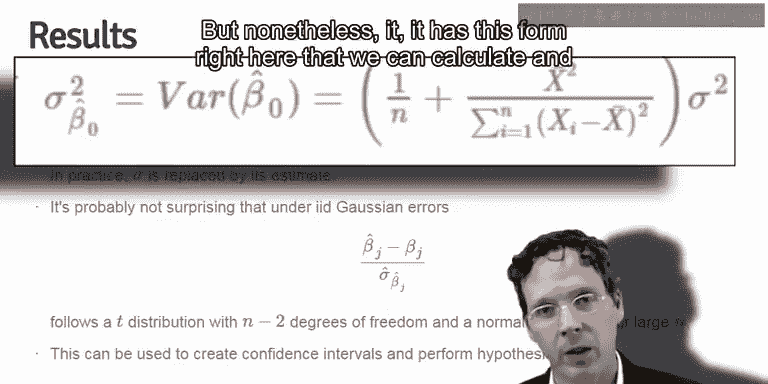 Results
But nonetheless, it, it has this form
right here that we can calculate and
σ²_β̂₀ = Var(β̂₀) = (1/n + X̄²/∑ⁿᵢ₌₁(Xᵢ−X̄)²) σ²
In practice, σ is replaced by its estimate.
· It's probably not surprising that under iid Gaussian errors
(β̂ⱼ − βⱼ)/σ̂_β̂ⱼ
follows a t distribution with n − 2 degrees of freedom and a normal large
· This can be used to create confidence intervals and perform